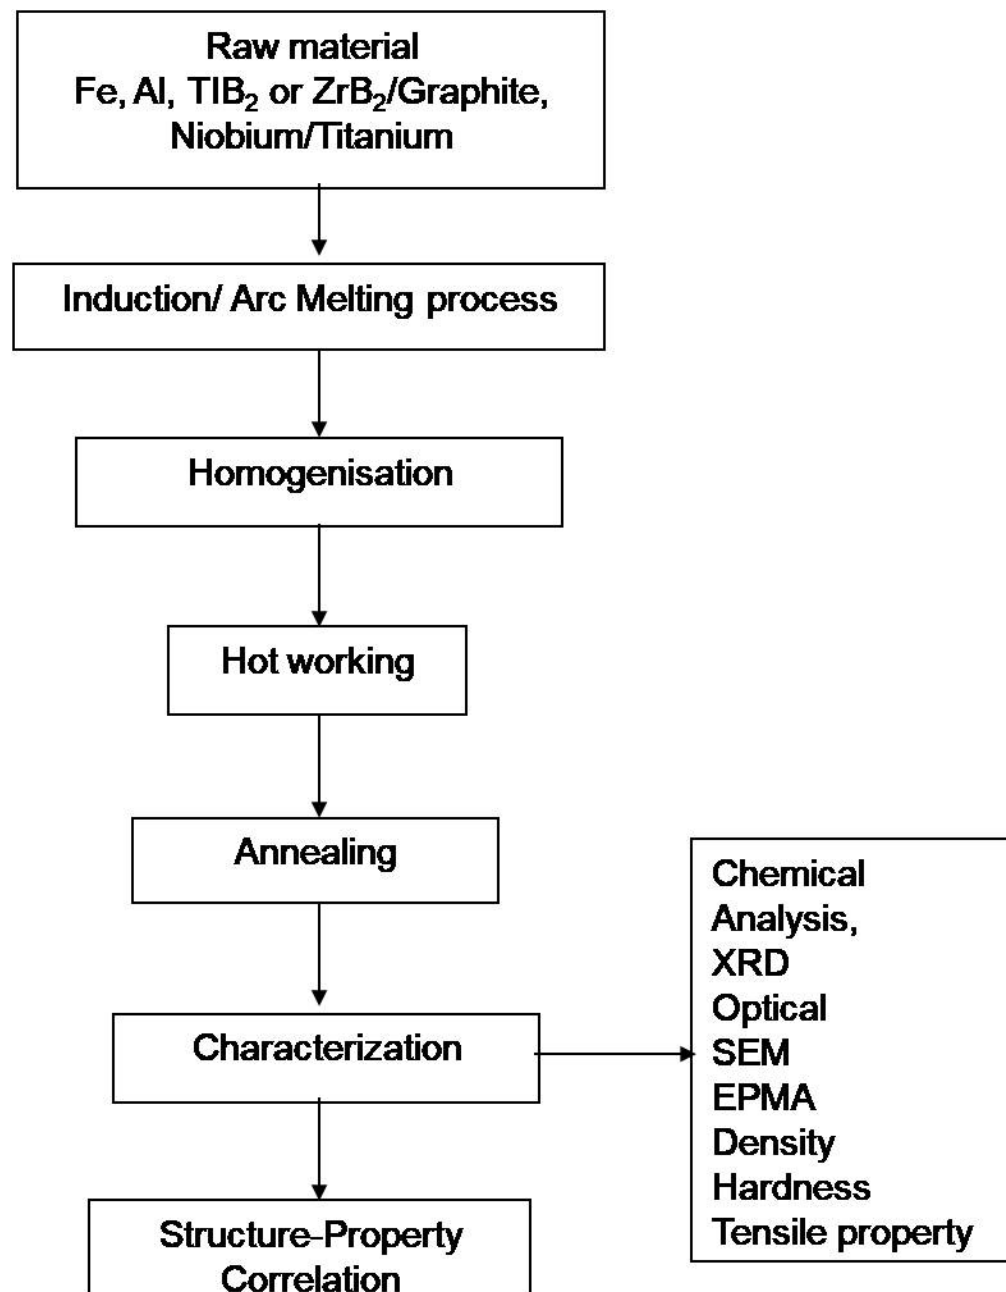 Raw material
Fe, Al, TIB₂ or ZrB₂/Graphite,
Niobium/Titanium
Induction/ Arc Melting process
Homogenisation
Hot working
Annealing
Characterization
Chemical
Analysis,
XRD
Optical
SEM
EPMA
Density
Hardness
Tensile property
Structure-Property
Correlation